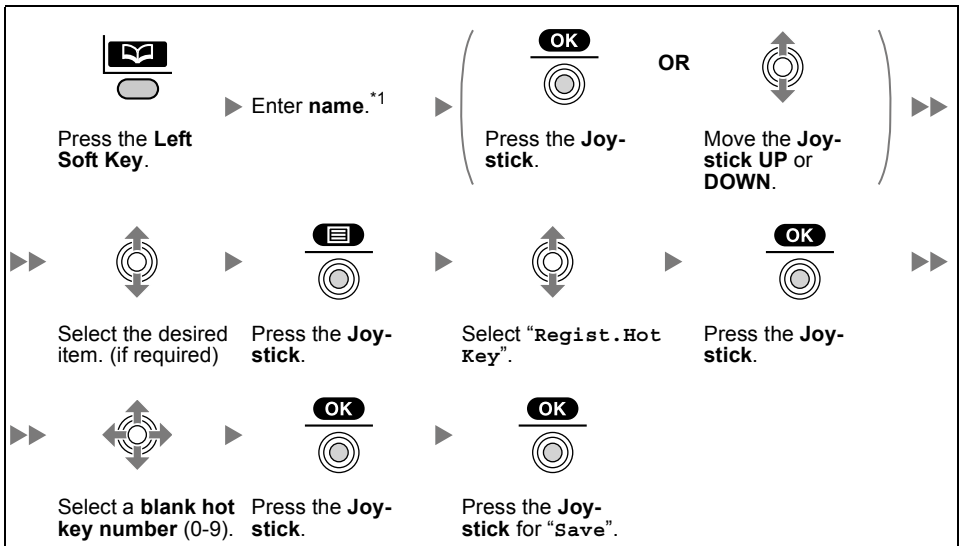 OK
OR
Enter name.*1
Press the Left
Soft Key.
Press the Joy-
stick.
Move the Joy-
stick UP or
DOWN.
OK
Select the desired
item. (if required)
Press the Joy-
stick.
Select “Regist.Hot
Key”.
Press the Joy-
stick.
OK
OK
Select a blank hot
key number (0-9).
Press the Joy-
stick.
Press the Joy-
stick for “Save”.